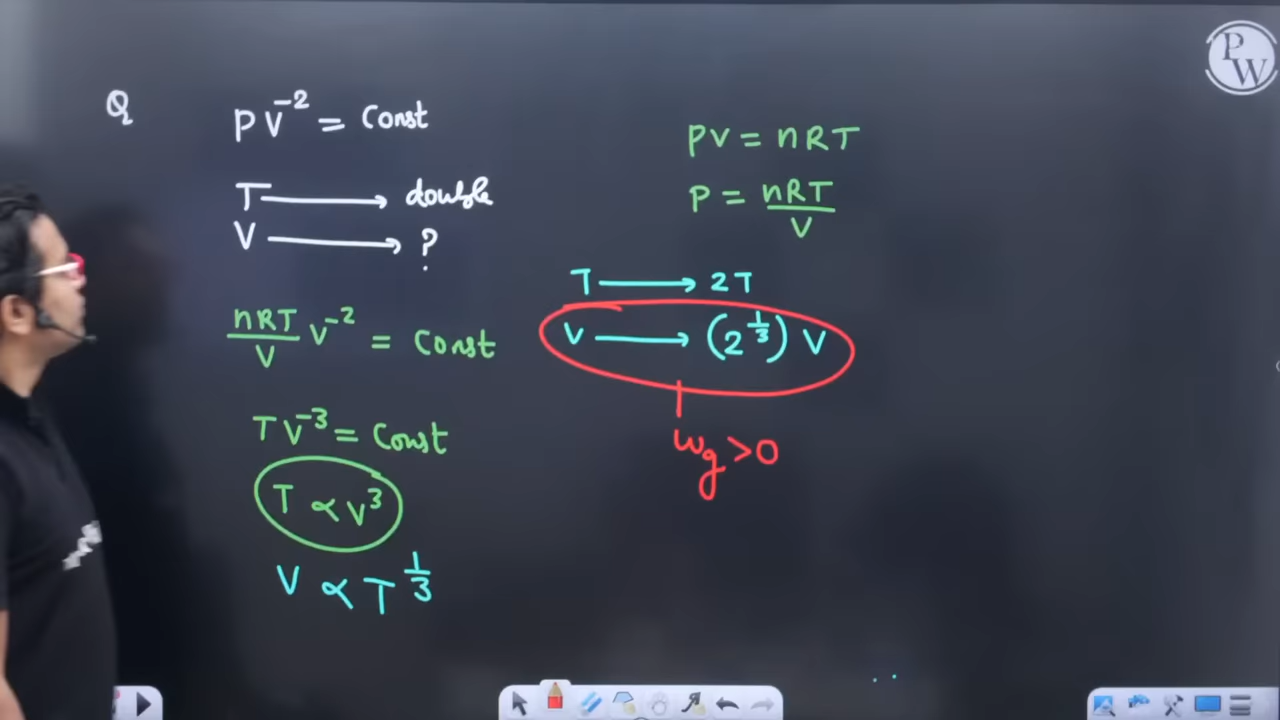 PW
Q
PV⁻² = Const
T ⟶ double
V ⟶ ?
nRT/V V⁻² = Const
TV⁻³ = Const
T ∝ V³
V ∝ T^(1/3)
PV = nRT
P = nRT/V
T ⟶ 2T
V ⟶ (2^(1/3)) V
Wg > 0